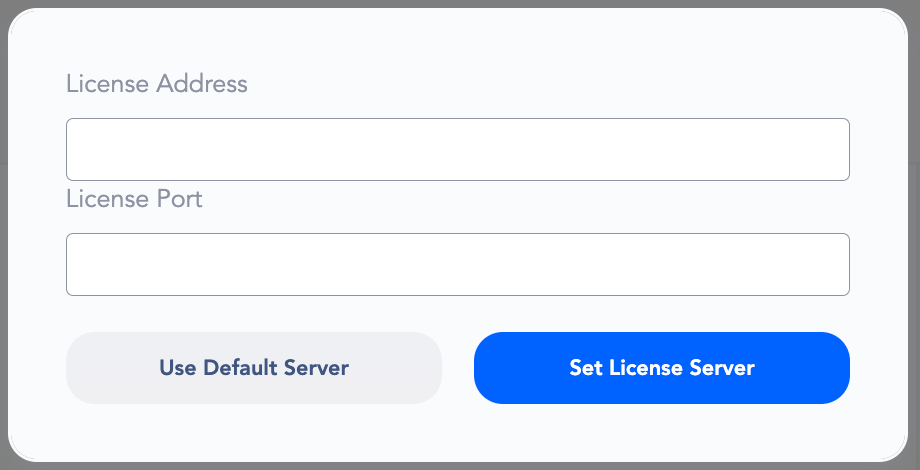 License Address
License Port
Use Default Server
Set License Server